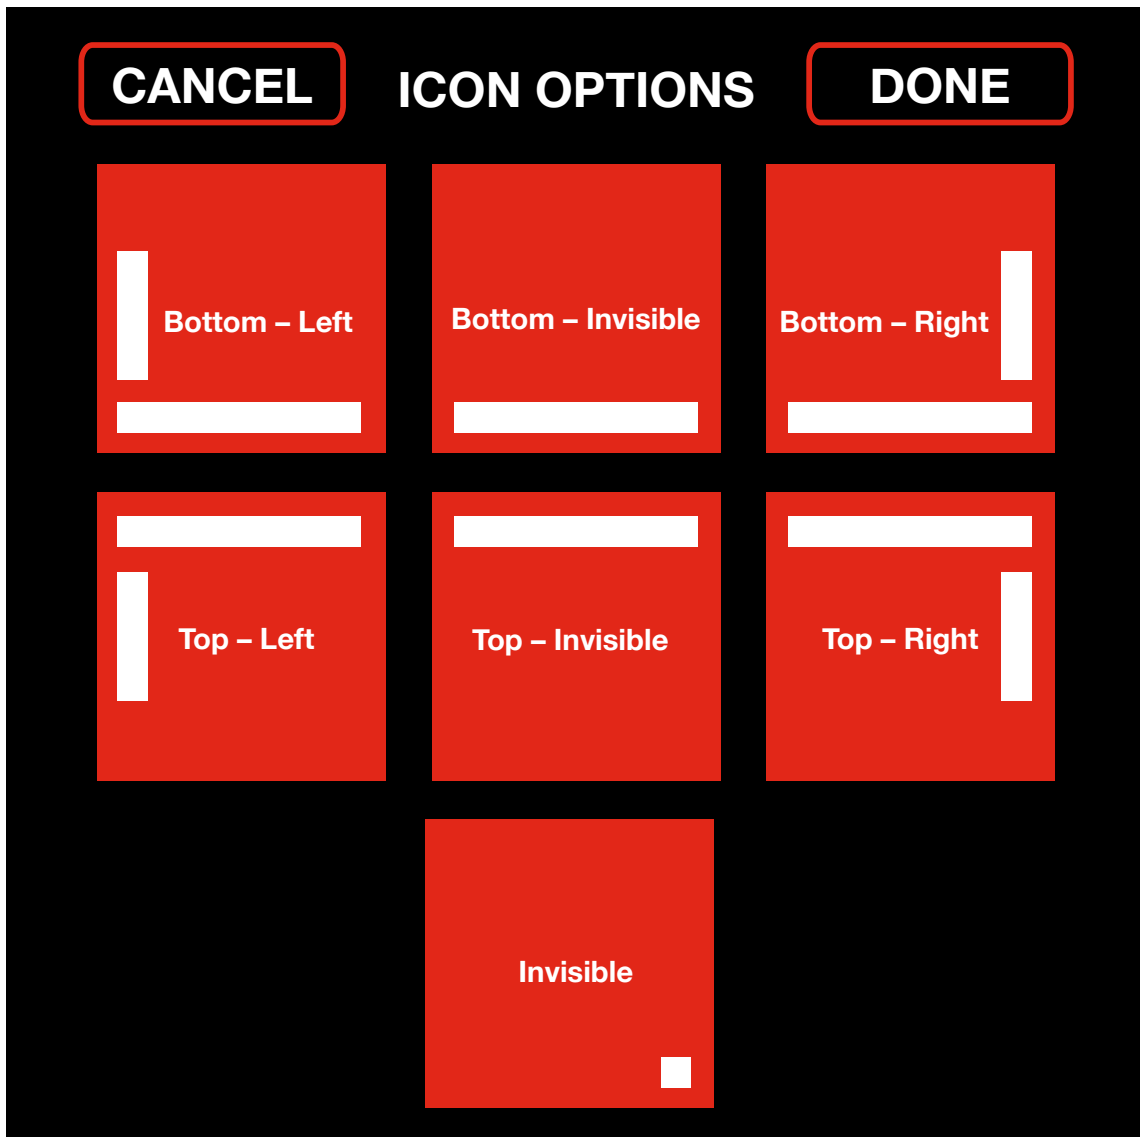 CANCEL
ICON OPTIONS
DONE
Bottom – Left
Bottom – Invisible
Bottom – Right
Top – Left
Top – Invisible
Top – Right
Invisible